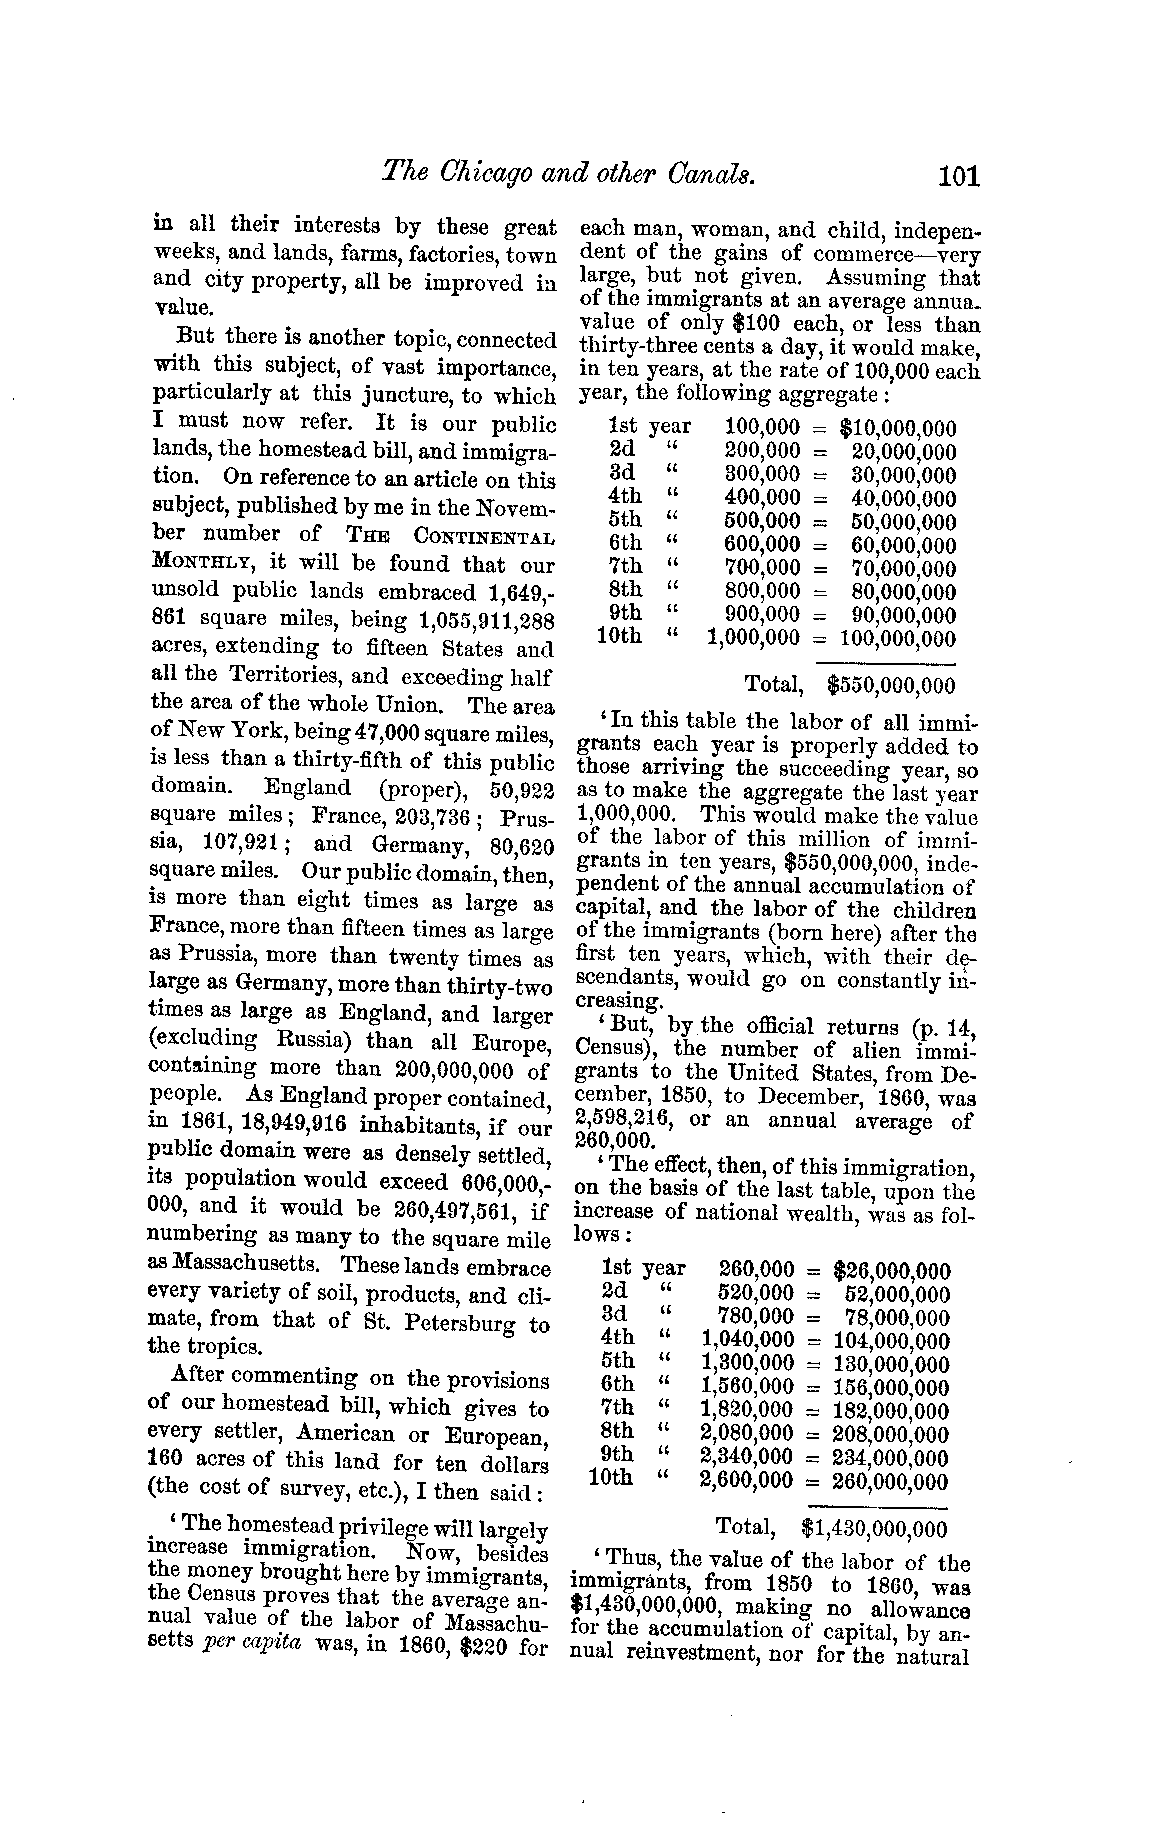 The Chicago and other Canals.
101
in all their interests by these great
weeks, and lands, farms, factories, town
and city property, all be improved in
value.
But there is another topic, connected
with this subject, of vast importance,
particularly at this juncture, to which
I must now refer. It is our public
lands, the homestead bill, and immigra-
tion. On reference to an article on this
subject, published by me in the Novem-
ber number of THE CONTINENTAL
MONTHLY, it will be found that our
unsold public lands embraced 1,649,-
861 square miles, being 1,055,911,288
acres, extending to fifteen States and
all the Territories, and exceeding half
the area of the whole Union. The area
of New York, being 47,000 square miles,
is less than a thirty-fifth of this public
domain. England (proper), 50,922
square miles; France, 203,736; Prus-
sia, 107,921; and Germany, 80,620
square miles. Our public domain, then,
is more than eight times as large as
France, more than fifteen times as large
as Prussia, more than twenty times as
large as Germany, more than thirty-two
times as large as England, and larger
(excluding Russia) than all Europe,
containing more than 200,000,000 of
people. As England proper contained,
in 1861, 18,949,916 inhabitants, if our
public domain were as densely settled,
its population would exceed 606,000,-
000, and it would be 260,497,561, if
numbering as many to the square mile
as Massachusetts. These lands embrace
every variety of soil, products, and cli-
mate, from that of St. Petersburg to
the tropics.
After commenting on the provisions
of our homestead bill, which gives to
every settler, American or European,
160 acres of this land for ten dollars
(the cost of survey, etc.), I then said:
'The homestead privilege will largely
increase immigration. Now, besides
the money brought here by immigrants,
the Census proves that the average an-
nual value of the labor of Massachu-
setts per capita was, in 1860, $220 for
each man, woman, and child, indepen-
dent of the gains of commerce—very
large, but not given. Assuming that
of the immigrants at an average annua
value of only $100 each, or less than
thirty-three cents a day, it would make,
in ten years, at the rate of 100,000 each
year, the following aggregate:
1st year 100,000 = $10,000,000
2d " 200,000 = 20,000,000
3d " 300,000 = 30,000,000
4th " 400,000 = 40,000,000
5th " 500,000 = 50,000,000
6th " 600,000 = 60,000,000
7th " 700,000 = 70,000,000
8th " 800,000 = 80,000,000
9th " 900,000 = 90,000,000
10th " 1,000,000 = 100,000,000
Total, $550,000,000
'In this table the labor of all immi-
grants each year is properly added to
those arriving the succeeding year, so
as to make the aggregate the last year
1,000,000. This would make the value
of the labor of this million of immi-
grants in ten years, $550,000,000, inde-
pendent of the annual accumulation of
capital, and the labor of the children
of the immigrants (born here) after the
first ten years, which, with their de-
scendants, would go on constantly in-
creasing.
'But, by the official returns (p. 14,
Census), the number of alien immi-
grants to the United States, from De-
cember, 1850, to December, 1860, was
2,598,216, or an annual average of
260,000.
'The effect, then, of this immigration,
on the basis of the last table, upon the
increase of national wealth, was as fol-
lows:
1st year 260,000 = $26,000,000
2d " 520,000 = 52,000,000
3d " 780,000 = 78,000,000
4th " 1,040,000 = 104,000,000
5th " 1,300,000 = 130,000,000
6th " 1,560,000 = 156,000,000
7th " 1,820,000 = 182,000,000
8th " 2,080,000 = 208,000,000
9th " 2,340,000 = 234,000,000
10th " 2,600,000 = 260,000,000
Total, $1,430,000,000
'Thus, the value of the labor of the
immigrants, from 1850 to 1860, was
$1,430,000,000, making no allowance
for the accumulation of capital, by an-
nual reinvestment, nor for the natural